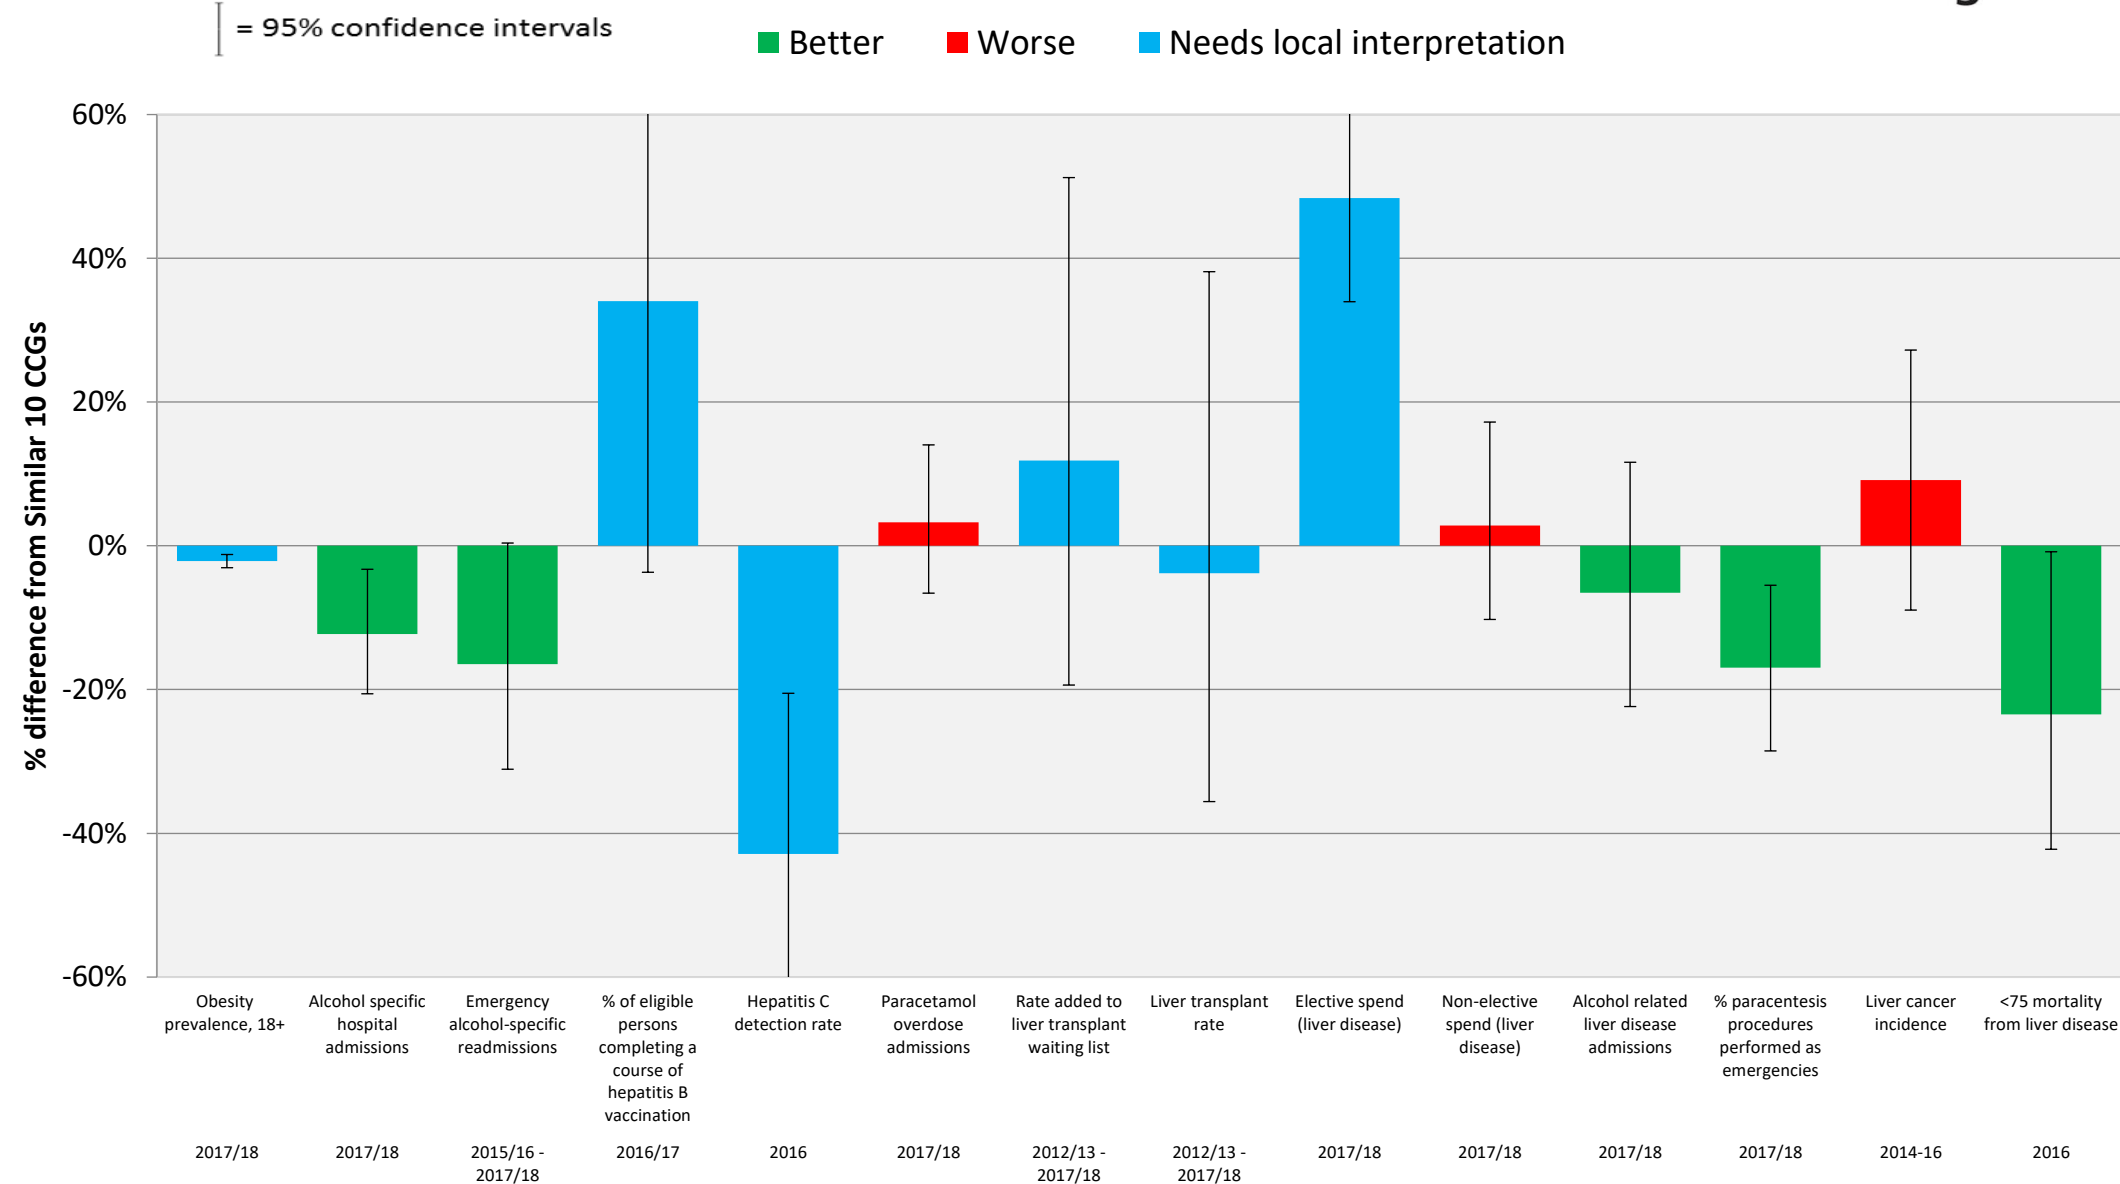 = 95% confidence intervals
Better Worse Needs local interpretation
% difference from Similar 10 CCGs
60%
40%
20%
0%
-20%
-40%
-60%
Obesity
prevalence, 18+
2017/18
Alcohol specific
hospital
admissions
2017/18
Emergency
alcohol-specific
readmissions
2015/16 -
2017/18
% of eligible
persons
completing a
course of
hepatitis B
vaccination
2016/17
Hepatitis C
detection rate
2016
Paracetamol
overdose
admissions
2017/18
Rate added to
liver transplant
waiting list
2012/13 -
2017/18
Liver transplant
rate
2012/13 -
2017/18
Elective spend
(liver disease)
2017/18
Non-elective
spend (liver
disease)
2017/18
Alcohol related
liver disease
admissions
2017/18
% paracentesis
procedures
performed as
emergencies
2017/18
Liver cancer
incidence
2014-16
<75 mortality
from liver disease
2016